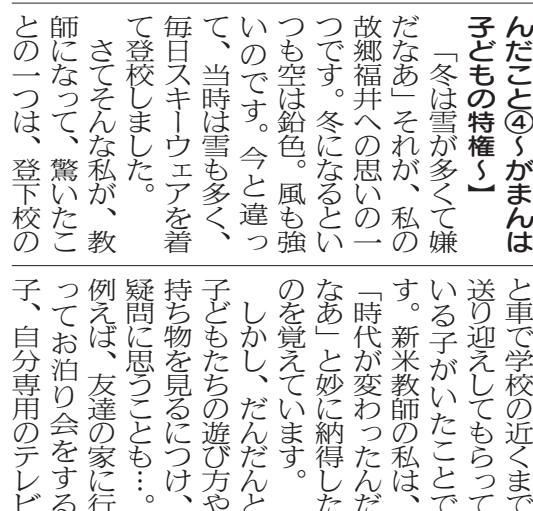 んだこと④～がまんは
子どもの特権～】
「冬は雪が多くて嫌
だなあ」それが、私の
故郷福井への思いの一
つです。冬になるとい
つも空は鉛色。風も強
いのです。今と違っ
て、当時は雪も多く、
毎日スキーウェアを着
て登校しました。
さてそんな私が、教
師になって、驚いたこ
との一つは、登下校の
と車で学校の近くまで
送り迎えしてもらって
いる子がいたことで
す。新米教師の私は、
「時代が変わったんだ
なあ」と妙に納得した
のを覚えています。
しかし、だんだんと
子どもたちの遊び方や
持ち物を見るにつけ、
疑問に思うことも…。
例えば、友達の家に行
ってお泊り会をする
子、自分専用のテレビ